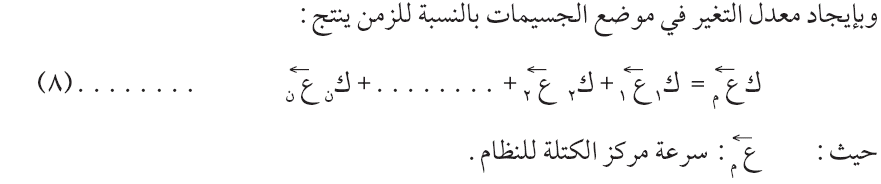 وبإيجاد معدل التغير في موضع الجسيمات بالنسبة للزمن ينتج :
ك ع⃖م = ك١ ع⃖١ + ك٢ ع⃖٢ + . . . . . . . . + كن ع⃖ن . . . . . . . . (٨)
حيث : ع⃖م : سرعة مركز الكتلة للنظام .